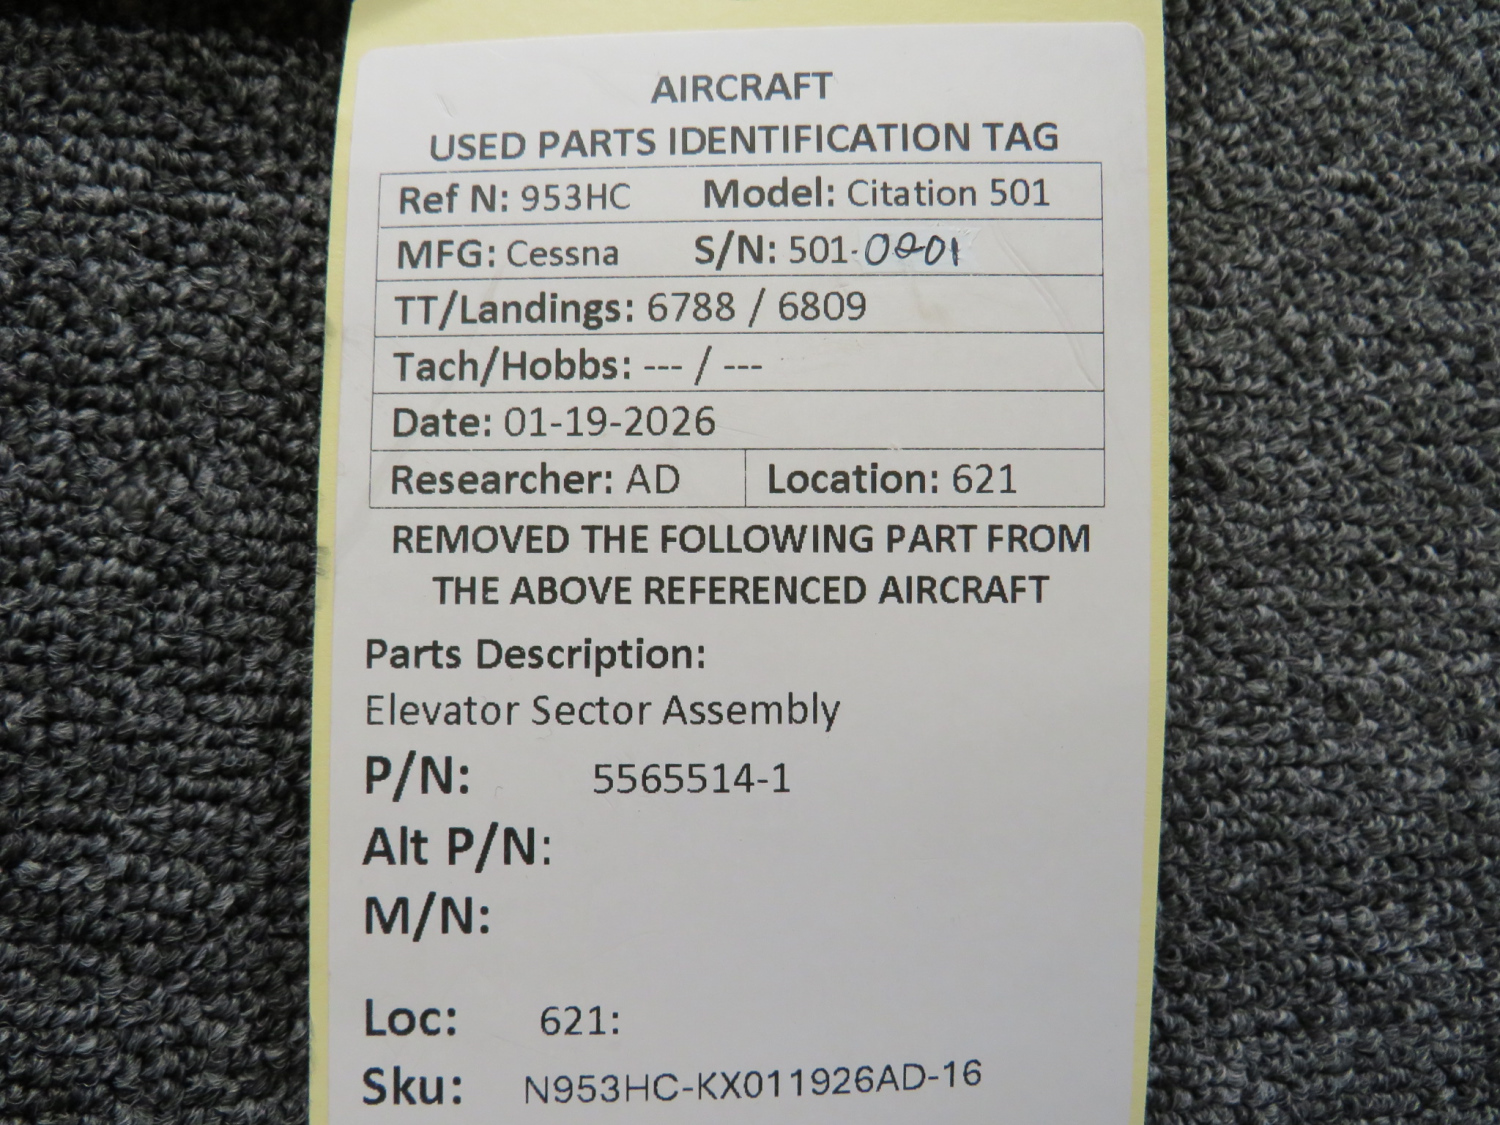 AIRCRAFT
USED PARTS IDENTIFICATION TAG
Ref N: 953HC Model: Citation 501
MFG: Cessna S/N: 501-0001
TT/Landings: 6788 / 6809
Tach/Hobbs: --- / ---
Date: 01-19-2026
Researcher: AD Location: 621
REMOVED THE FOLLOWING PART FROM
THE ABOVE REFERENCED AIRCRAFT
Parts Description:
Elevator Sector Assembly
P/N: 5565514-1
Alt P/N:
M/N:
Loc: 621:
Sku: N953HC-KX011926AD-16